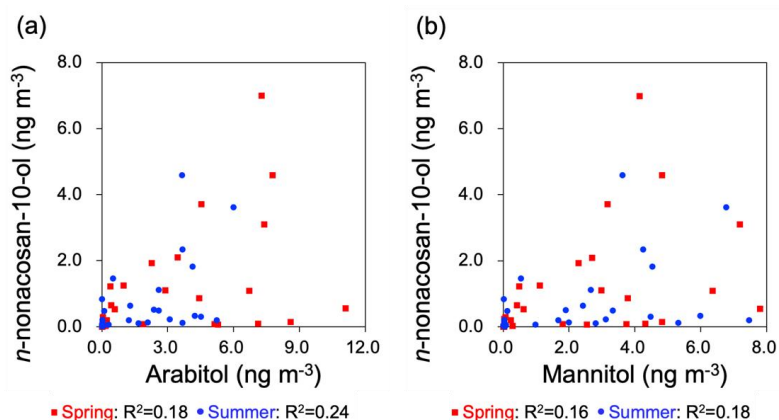 (a)
n-nonacosan-10-ol (ng m-3)
8.0
6.0
4.0
2.0
0.0
0.0 3.0 6.0 9.0 12.0
Arabitol (ng m-3)
Spring: R²=0.18 Summer: R²=0.24
(b)
n-nonacosan-10-ol (ng m-3)
8.0
6.0
4.0
2.0
0.0
0.0 2.0 4.0 6.0 8.0
Mannitol (ng m-3)
Spring: R²=0.16 Summer: R²=0.18